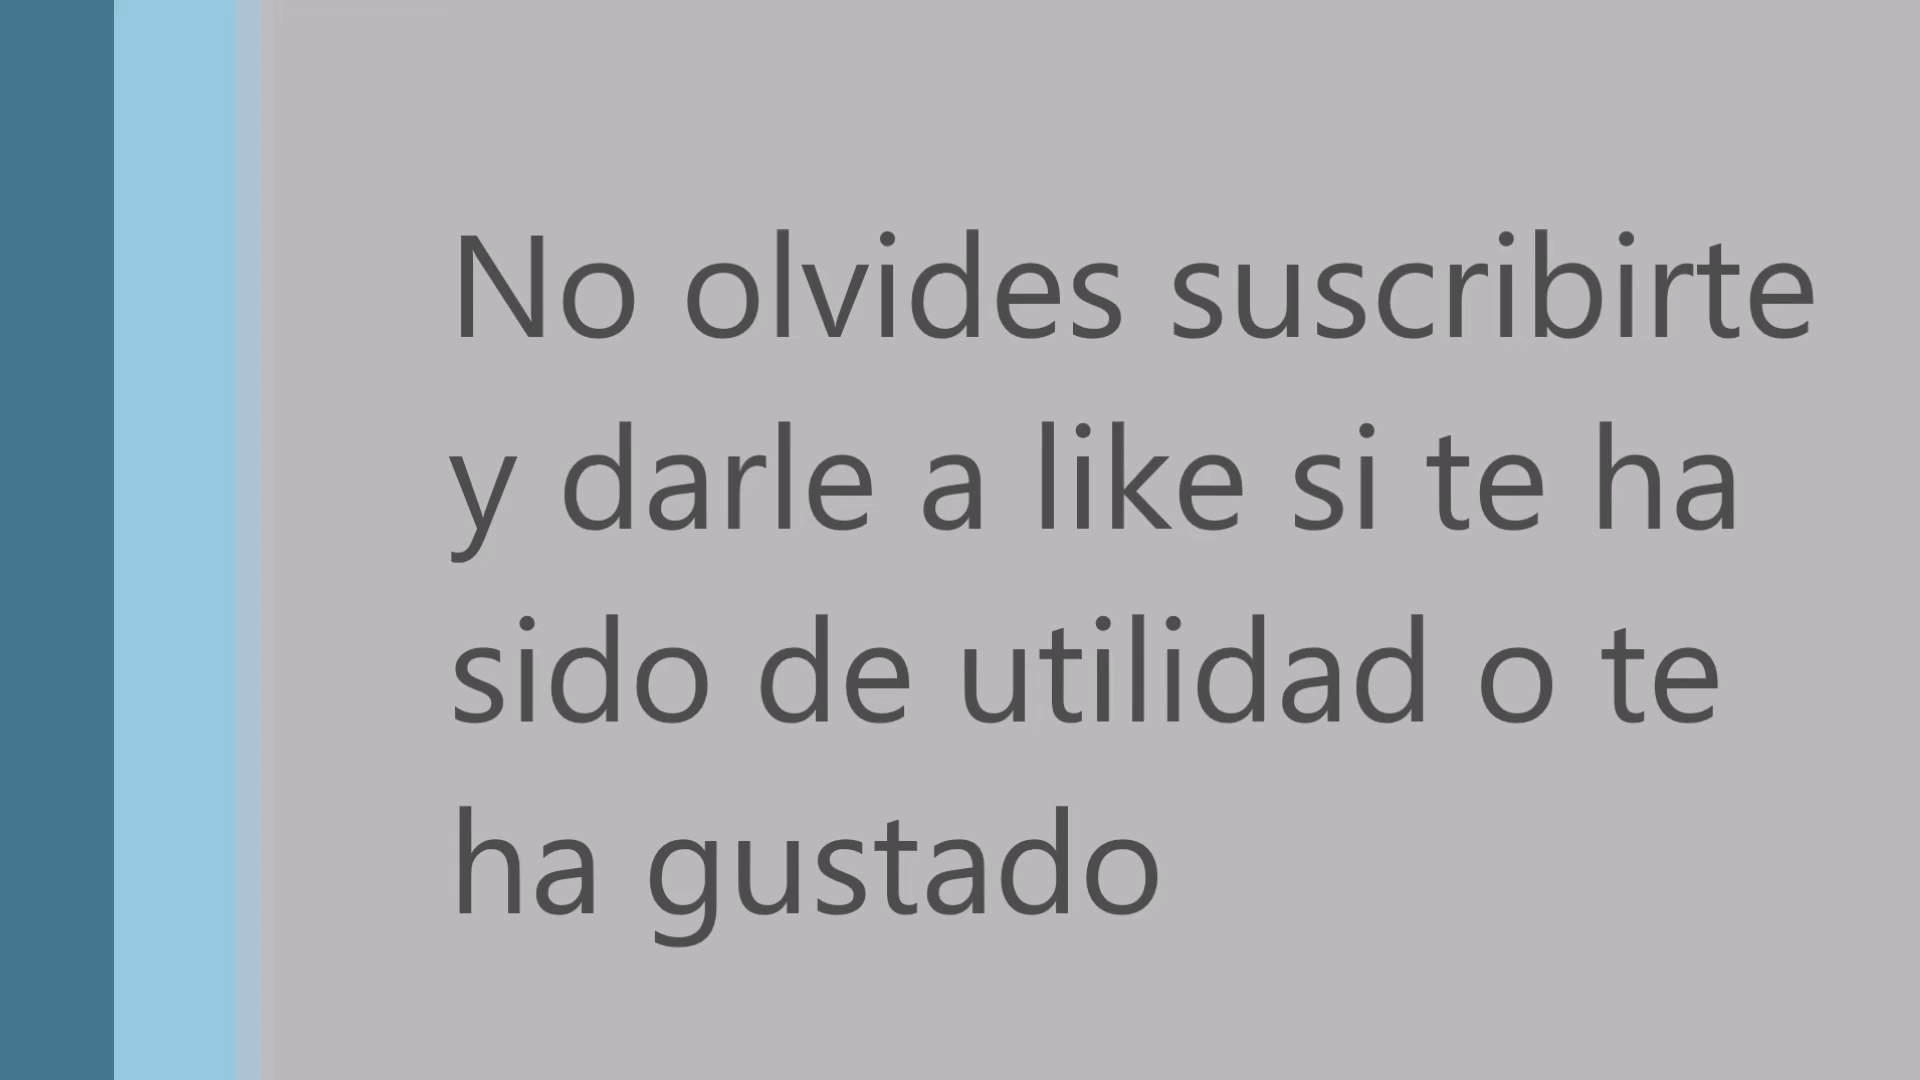 No olvides suscribirte
y darle a like si te ha
sido de utilidad o te
ha gustado